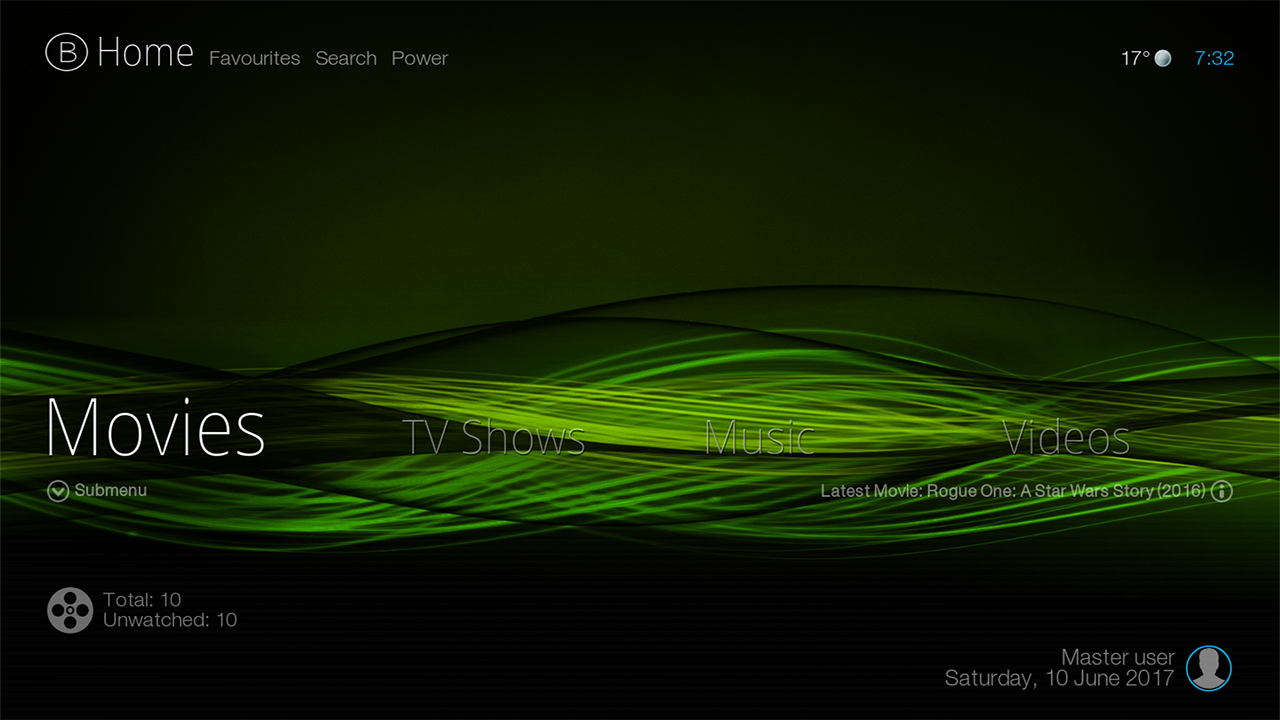 B Home Favourites Search Power
17° 7:32
Movies TV Shows Music Videos
Submenu
Latest Movie: Rogue One: A Star Wars Story (2016)
Total: 10
Unwatched: 10
Master user
Saturday, 10 June 2017